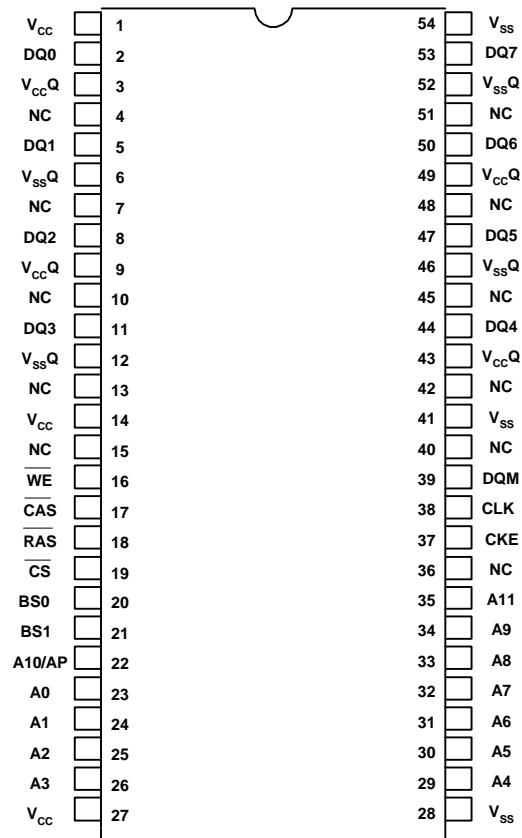 VCC 1 54 VSS
DQ0 2 53 DQ7
VCCQ 3 52 VSSQ
NC 4 51 NC
DQ1 5 50 DQ6
VSSQ 6 49 VCCQ
NC 7 48 NC
DQ2 8 47 DQ5
VCCQ 9 46 VSSQ
NC 10 45 NC
DQ3 11 44 DQ4
VSSQ 12 43 VCCQ
NC 13 42 NC
VCC 14 41 VSS
NC 15 40 NC
WE 16 39 DQM
CAS 17 38 CLK
RAS 18 37 CKE
CS 19 36 NC
BS0 20 35 A11
BS1 21 34 A9
A10/AP 22 33 A8
A0 23 32 A7
A1 24 31 A6
A2 25 30 A5
A3 26 29 A4
VCC 27 28 VSS